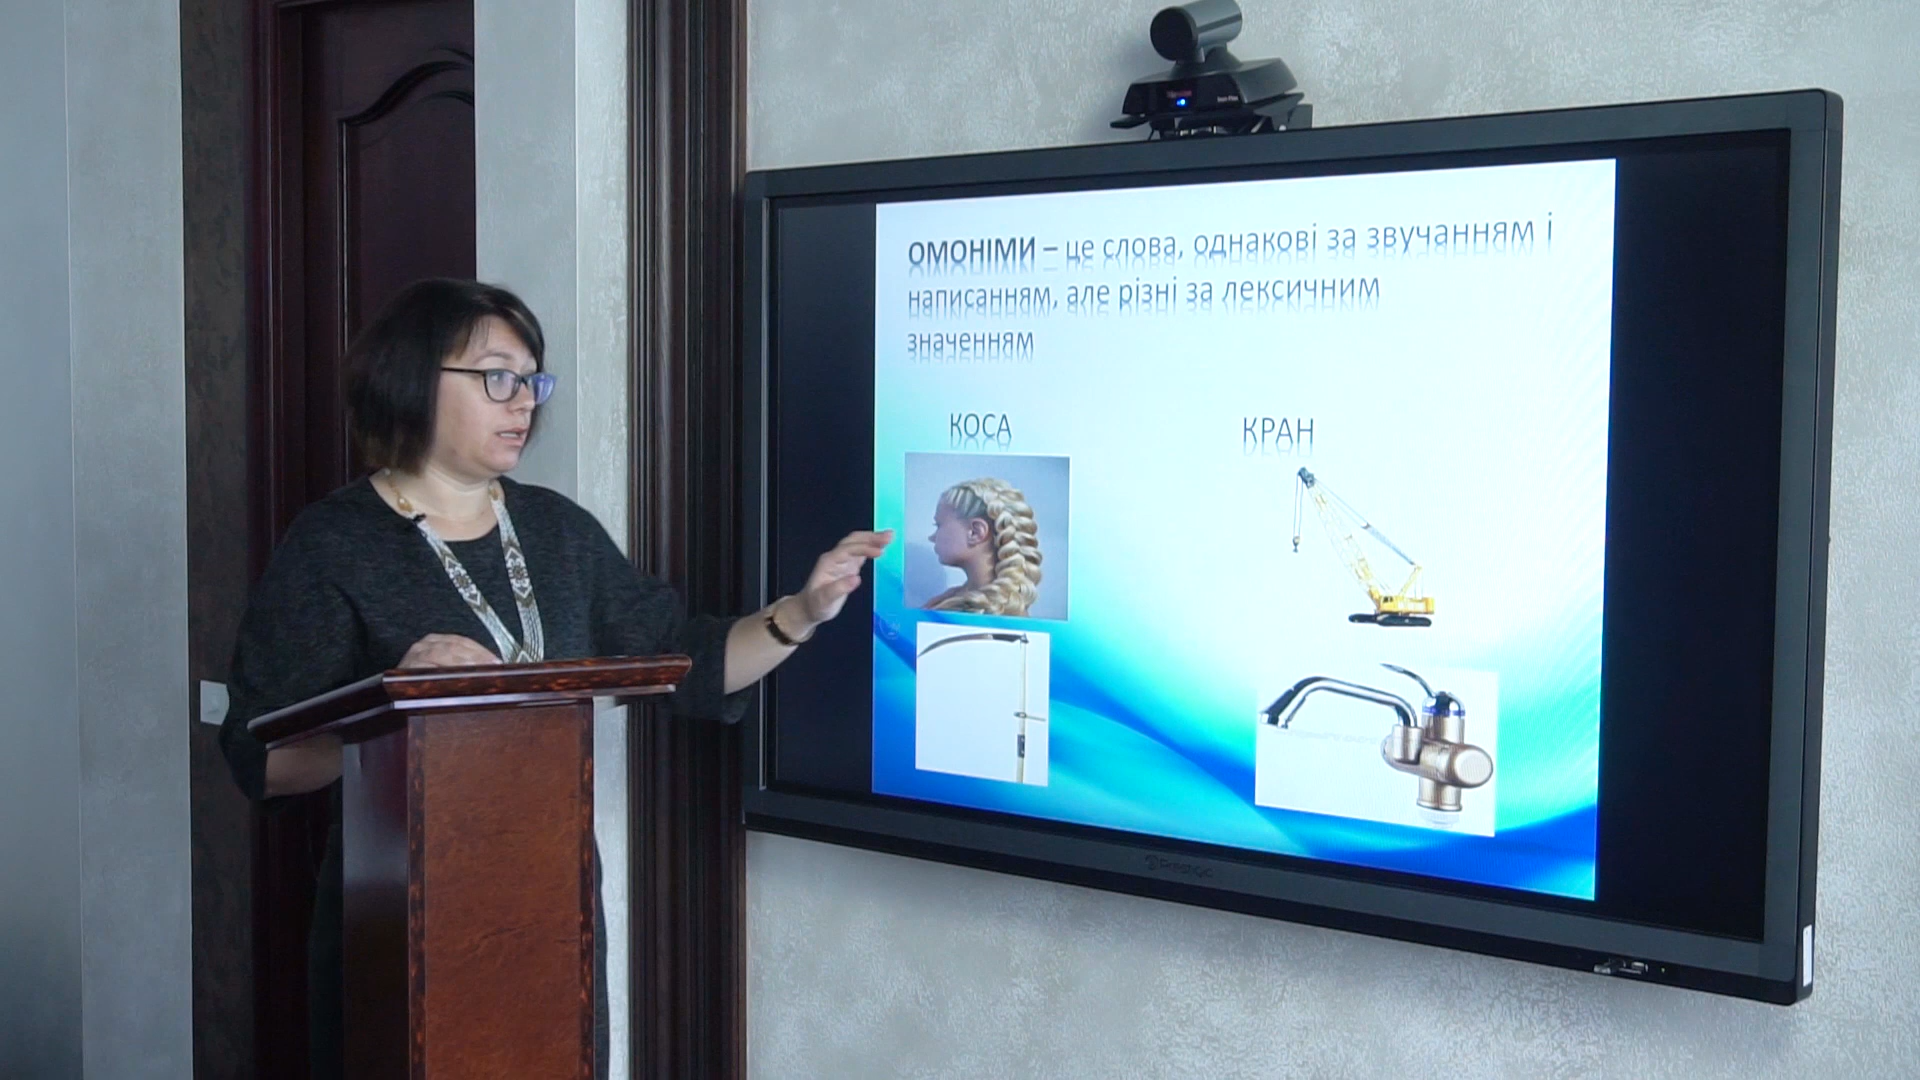 ОМОНІМИ – це слова, однакові за звучанням і
написанням, але різні за лексичним
значенням
КОСА
КРАН